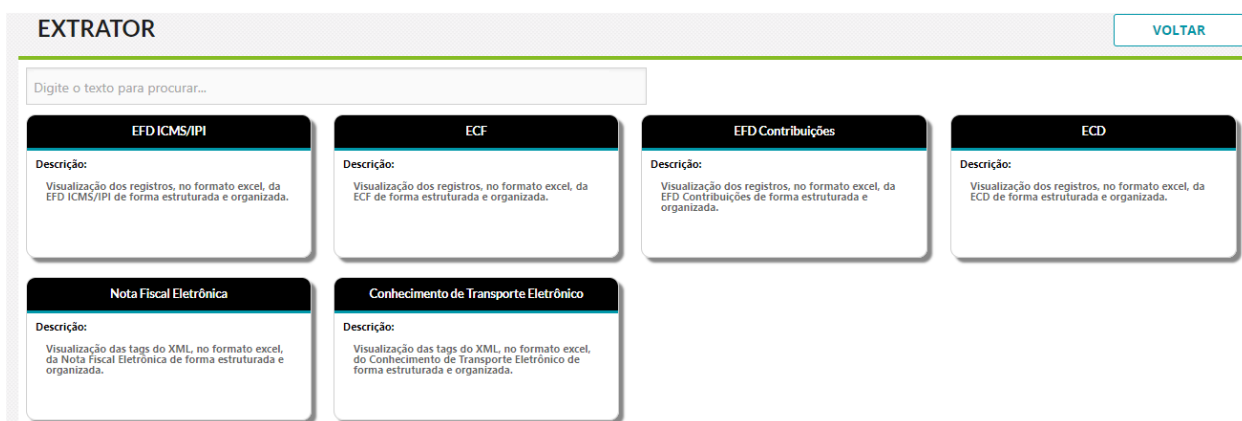 EXTRATOR
VOLTAR
Digite o texto para procurar...
EFD ICMS/IPI
Descrição:
Visualização dos registros, no formato excel, da
EFD ICMS/IPI de forma estruturada e organizada.
ECF
Descrição:
Visualização dos registros, no formato excel, da
ECF de forma estruturada e organizada.
EFD Contribuições
Descrição:
Visualização dos registros, no formato excel, da
EFD Contribuições de forma estruturada e
organizada.
ECD
Descrição:
Visualização dos registros, no formato excel, da
ECD de forma estruturada e organizada.
Nota Fiscal Eletrônica
Descrição:
Visualização das tags do XML, no formato excel,
da Nota Fiscal Eletrônica de forma estruturada e
organizada.
Conhecimento de Transporte Eletrônico
Descrição:
Visualização das tags do XML, no formato excel,
do Conhecimento de Transporte Eletrônico de
forma estruturada e organizada.